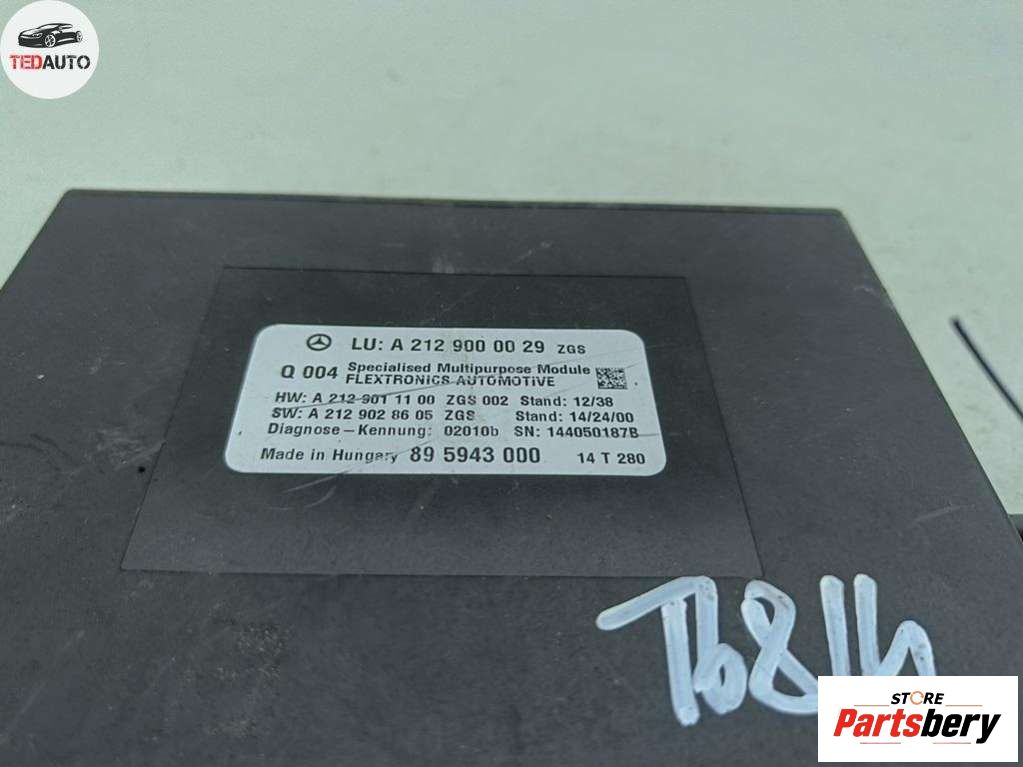 TEDAUTO
LU: A 212 900 00 29 ZGS
Q 004 Specialised Multipurpose Module
FLEXTRONICS AUTOMOTIVE
HW: A 212 901 11 00 ZGS 002 Stand: 12/38
SW: A 212 902 86 05 ZGS Stand: 14/24/00
Diagnose-Kennung: 02010b SN: 144050187B
Made in Hungary 89 5943 000 14 T 280
STORE
Partsbery